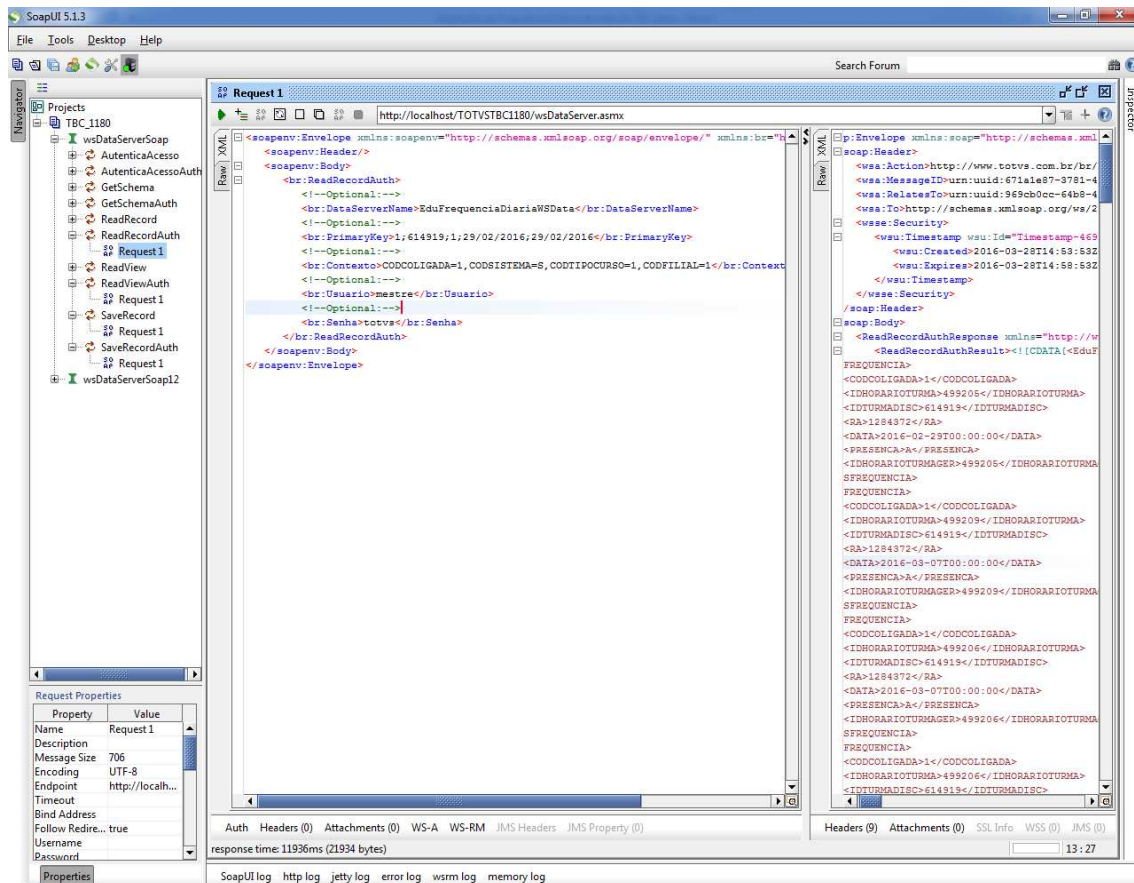 SoapUI 5.1.3
File Tools Desktop Help
Search Forum
Navigator
Projects
TBC_1180
wsDataServerSoap
AutenticaAcesso
AutenticaAcessoAuth
GetSchema
GetSchemaAuth
ReadRecord
ReadRecordAuth
Request 1
ReadView
ReadViewAuth
Request 1
SaveRecord
Request 1
SaveRecordAuth
Request 1
wsDataServerSoap12
Request Properties
Property Value
Name Request 1
Description
Message Size 706
Encoding UTF-8
Endpoint http://localh...
Timeout
Bind Address
Follow Redire... true
Username
Password
Properties
Request 1
http://localhost/TOTVSTBC1180/wsDataServer.asmx
XML
Raw
<soapenv:Envelope xmlns:soapenv="http://schemas.xmlsoap.org/soap/envelope/" xmlns:br="h
<soapenv:Header/>
<soapenv:Body>
<br:ReadRecordAuth>
<!--Optional:-->
<br:DataServerName>EduFrequenciaDiariaWSData</br:DataServerName>
<!--Optional:-->
<br:PrimaryKey>1;614919;1;29/02/2016;29/02/2016</br:PrimaryKey>
<!--Optional:-->
<br:Contexto>CODCOLIGADA=1,CODSISTEMA=S,CODTIPOCURSO=1,CODFILIAL=1</br:Context
<!--Optional:-->
<br:Usuario>mestre</br:Usuario>
<!--Optional:-->
<br:Senha>totvs</br:Senha>
</br:ReadRecordAuth>
</soapenv:Body>
</soapenv:Envelope>
Auth Headers (0) Attachments (0) WS-A WS-RM JMS Headers JMS Property (0)
response time: 11936ms (21934 bytes)
XML
Raw
p:Envelope xmlns:soap="http://schemas.xml
soap:Header>
<wsa:Action>http://www.totvs.com.br/br/
<wsa:MessageID>urn:uuid:671a1e87-3781-4
<wsa:RelatesTo>urn:uuid:969cb0cc-64b8-4
<wsa:To>http://schemas.xmlsoap.org/ws/2
<wsse:Security>
<wsu:Timestamp wsu:Id="Timestamp-469
<wsu:Created>2016-03-28T14:53:53Z
<wsu:Expires>2016-03-28T14:58:53Z
</wsu:Timestamp>
</wsse:Security>
/soap:Header>
soap:Body>
<ReadRecordAuthResponse xmlns="http://w
<ReadRecordAuthResult><![CDATA[<EduF
FREQUENCIA>
<CODCOLIGADA>1</CODCOLIGADA>
<IDHORARIOTURMA>499205</IDHORARIOTURMA>
<IDTURMADISC>614919</IDTURMADISC>
<RA>1284372</RA>
<DATA>2016-02-29T00:00:00</DATA>
<PRESENCA>A</PRESENCA>
<IDHORARIOTURMAGER>499205</IDHORARIOTURMA
SFREQUENCIA>
FREQUENCIA>
<CODCOLIGADA>1</CODCOLIGADA>
<IDHORARIOTURMA>499209</IDHORARIOTURMA>
<IDTURMADISC>614919</IDTURMADISC>
<RA>1284372</RA>
<DATA>2016-03-07T00:00:00</DATA>
<PRESENCA>A</PRESENCA>
<IDHORARIOTURMAGER>499209</IDHORARIOTURMA
SFREQUENCIA>
FREQUENCIA>
<CODCOLIGADA>1</CODCOLIGADA>
<IDHORARIOTURMA>499206</IDHORARIOTURMA>
<IDTURMADISC>614919</IDTURMADISC>
<RA>1284372</RA>
<DATA>2016-03-07T00:00:00</DATA>
<PRESENCA>A</PRESENCA>
<IDHORARIOTURMAGER>499206</IDHORARIOTURMA
SFREQUENCIA>
FREQUENCIA>
<CODCOLIGADA>1</CODCOLIGADA>
<IDHORARIOTURMA>499206</IDHORARIOTURMA>
<IDTURMADISC>614919</IDTURMADISC>
Headers (9) Attachments (0) SSL Info WSS (0) JMS (0)
13 : 27
Inspector
SoapUI log http log jetty log error log wsrm log memory log